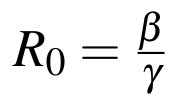 R₀ = β/γ